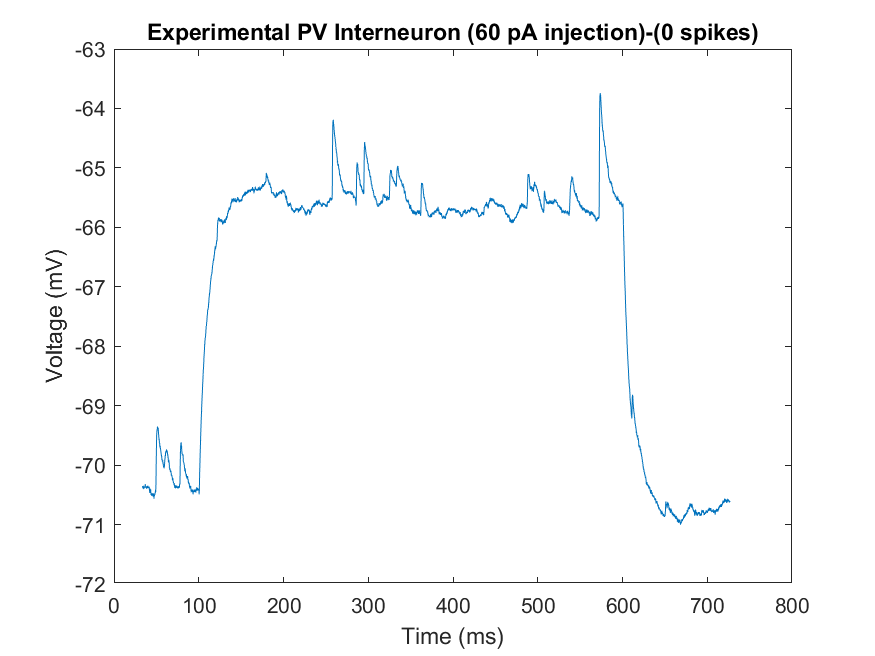 Experimental PV Interneuron (60 pA injection)-(0 spikes)
-63
-64
-65
-66
-67
-68
-69
-70
-71
-72
Voltage (mV)
0 100 200 300 400 500 600 700 800
Time (ms)